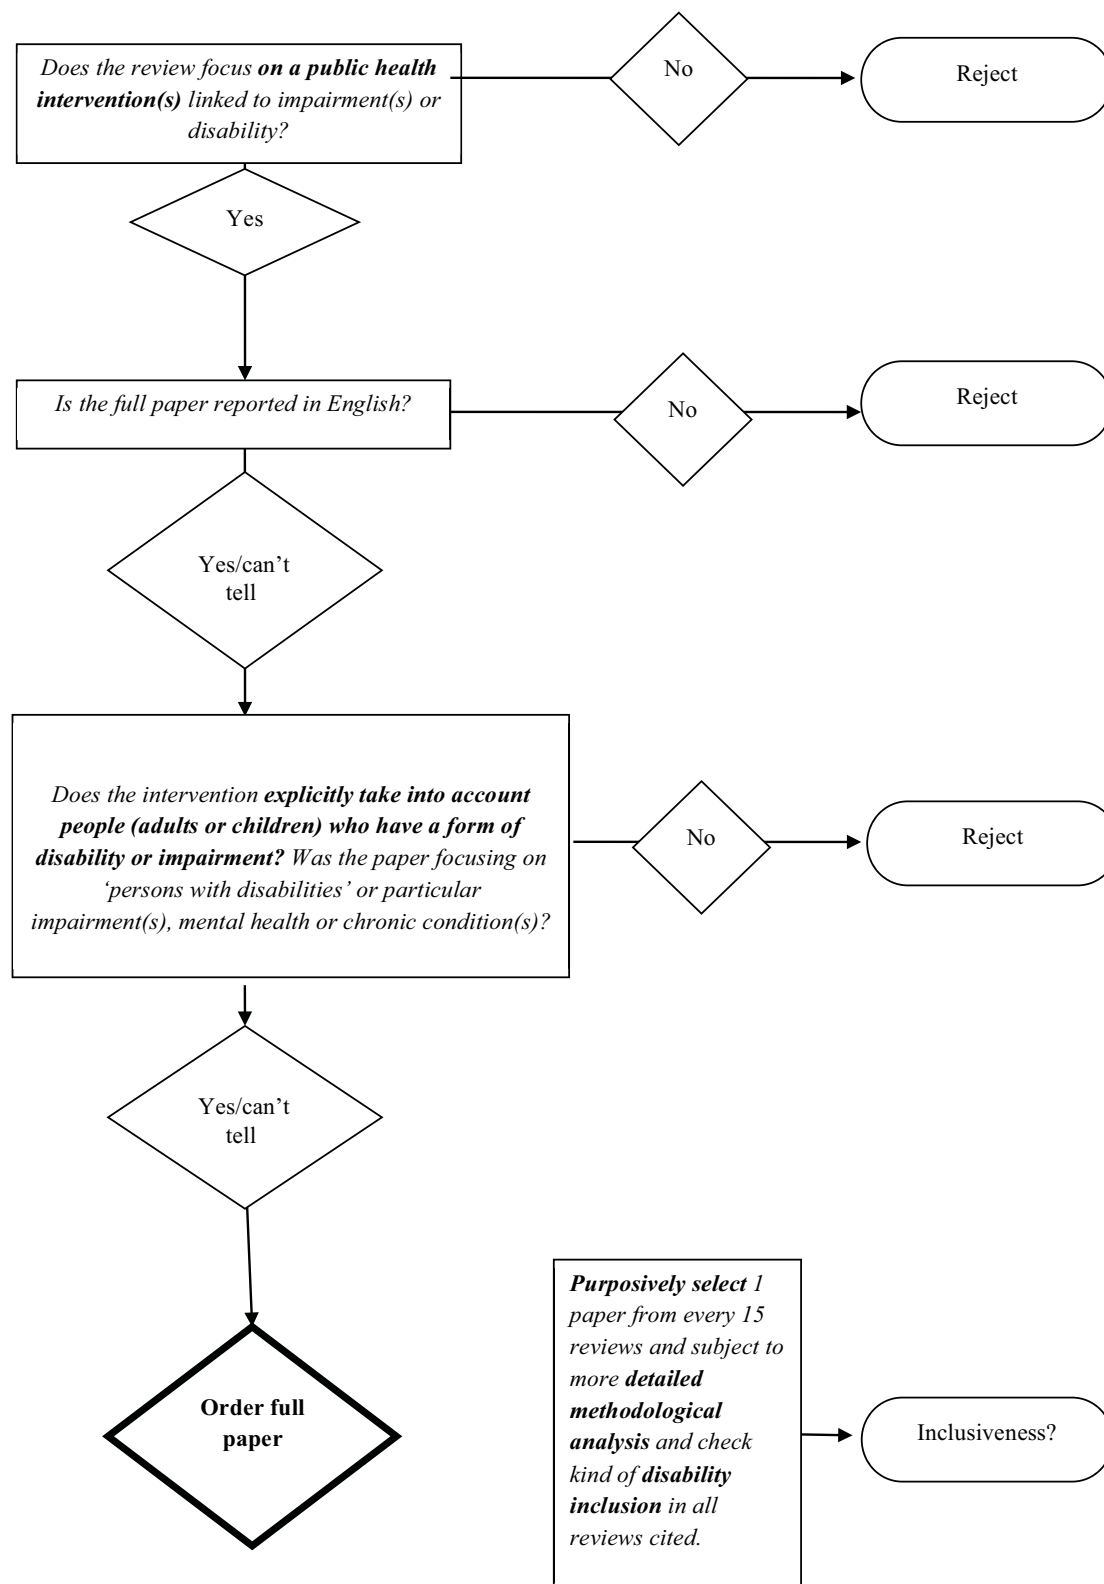 Does the review focus on a public health
intervention(s) linked to impairment(s) or
disability?
No
Reject
Yes
Is the full paper reported in English?
No
Reject
Yes/can’t
tell
Does the intervention explicitly take into account
people (adults or children) who have a form of
disability or impairment? Was the paper focusing on
‘persons with disabilities’ or particular
impairment(s), mental health or chronic condition(s)?
No
Reject
Yes/can’t
tell
Order full
paper
Purposively select 1
paper from every 15
reviews and subject to
more detailed
methodological
analysis and check
kind of disability
inclusion in all
reviews cited.
Inclusiveness?